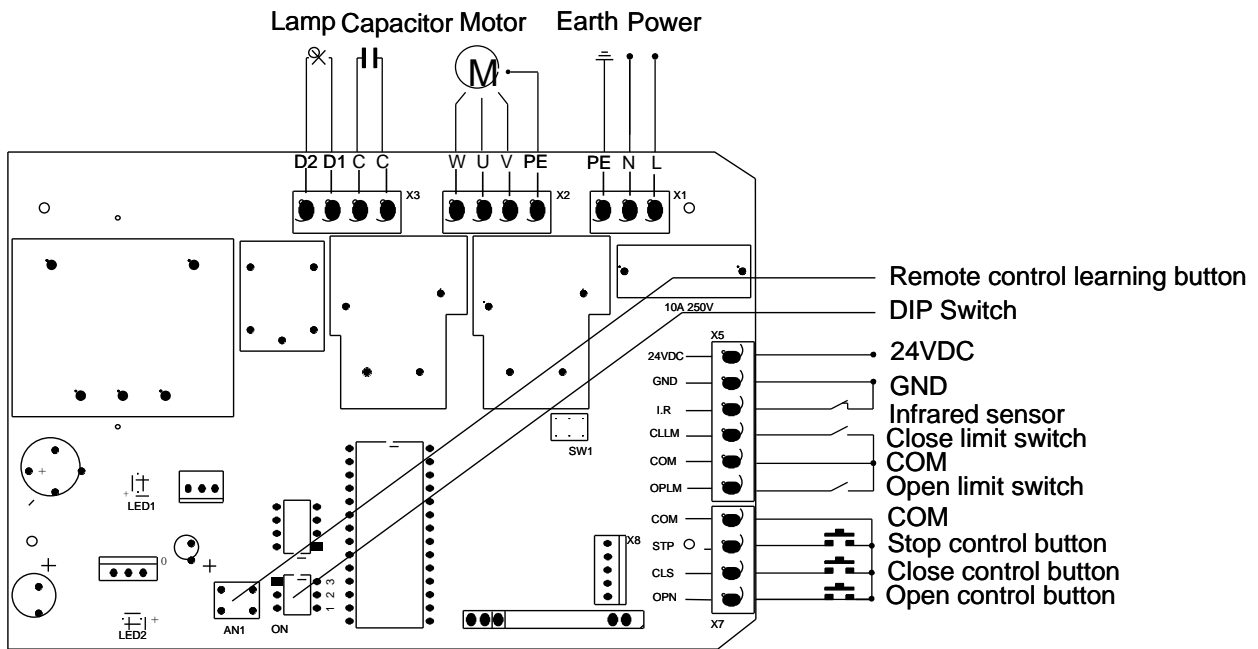 Lamp Capacitor Motor Earth Power
M
D2 D1 C C W U V PE PE N L
X3 X2 X1
Remote control learning button
10A 250V
DIP Switch
X5
24VDC 24VDC
GND GND
I.R Infrared sensor
CLLM Close limit switch
COM COM
OPLM Open limit switch
SW1
LED1
COM COM
STP Stop control button
CLS Close control button
OPN Open control button
X7
X8
+
+
+
+
0
+
+
LED2
AN1
ON
1 2 3